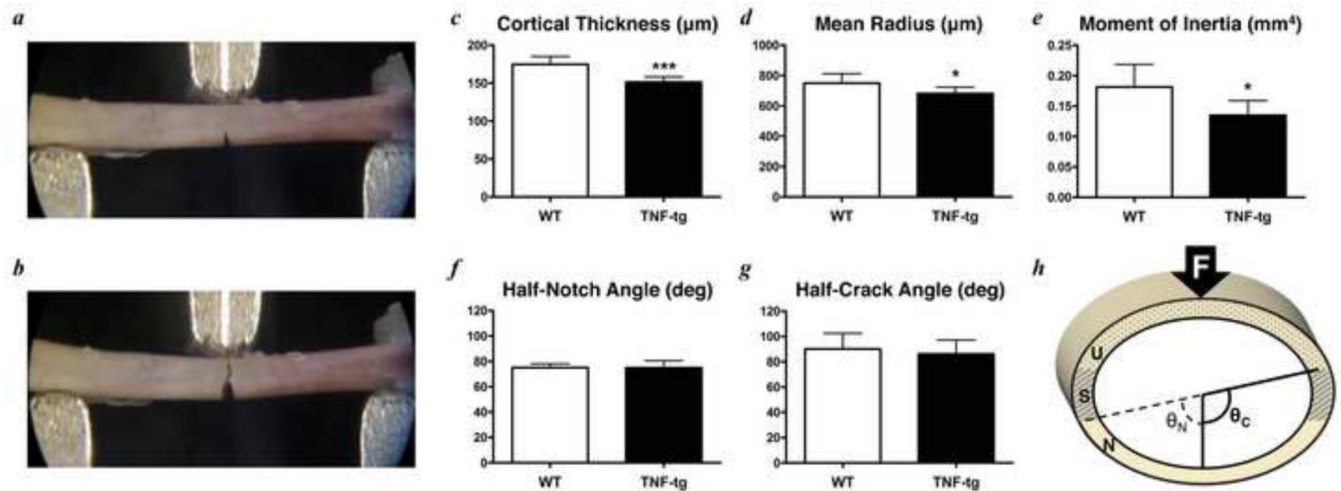 a
b
c
Cortical Thickness (µm)
200
150
100
50
0
***
WT
TNF-tg
d
Mean Radius (µm)
1000
800
600
400
200
0
*
WT
TNF-tg
e
Moment of Inertia (mm⁴)
0.25
0.20
0.15
0.10
0.05
0.00
*
WT
TNF-tg
f
Half-Notch Angle (deg)
120
100
80
60
40
20
0
WT
TNF-tg
g
Half-Crack Angle (deg)
120
100
80
60
40
20
0
WT
TNF-tg
h
F
U
S
N
θN
θC